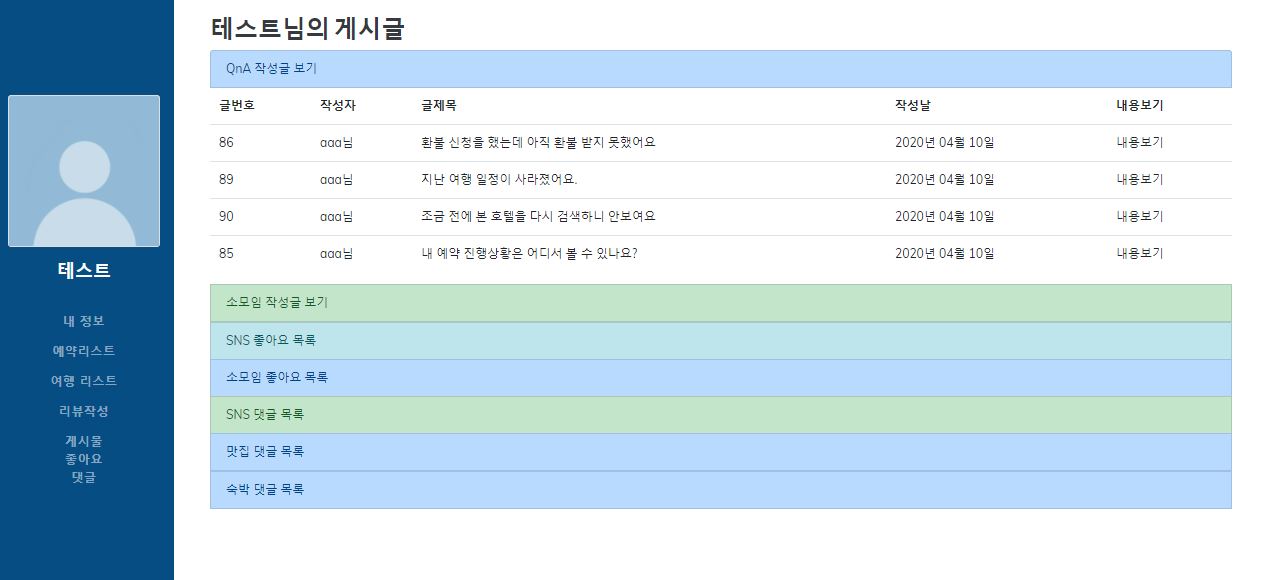 테스트
내 정보
예약리스트
여행 리스트
리뷰작성
게시물
좋아요
댓글
테스트님의 게시글
QnA 작성글 보기
글번호 작성자 글제목 작성날 내용보기
86 aaa님 환불 신청을 했는데 아직 환불 받지 못했어요 2020년 04월 10일 내용보기
89 aaa님 지난 여행 일정이 사라졌어요. 2020년 04월 10일 내용보기
90 aaa님 조금 전에 본 호텔을 다시 검색하니 안보여요 2020년 04월 10일 내용보기
85 aaa님 내 예약 진행상황은 어디서 볼 수 있나요? 2020년 04월 10일 내용보기
소모임 작성글 보기
SNS 좋아요 목록
소모임 좋아요 목록
SNS 댓글 목록
맛집 댓글 목록
숙박 댓글 목록